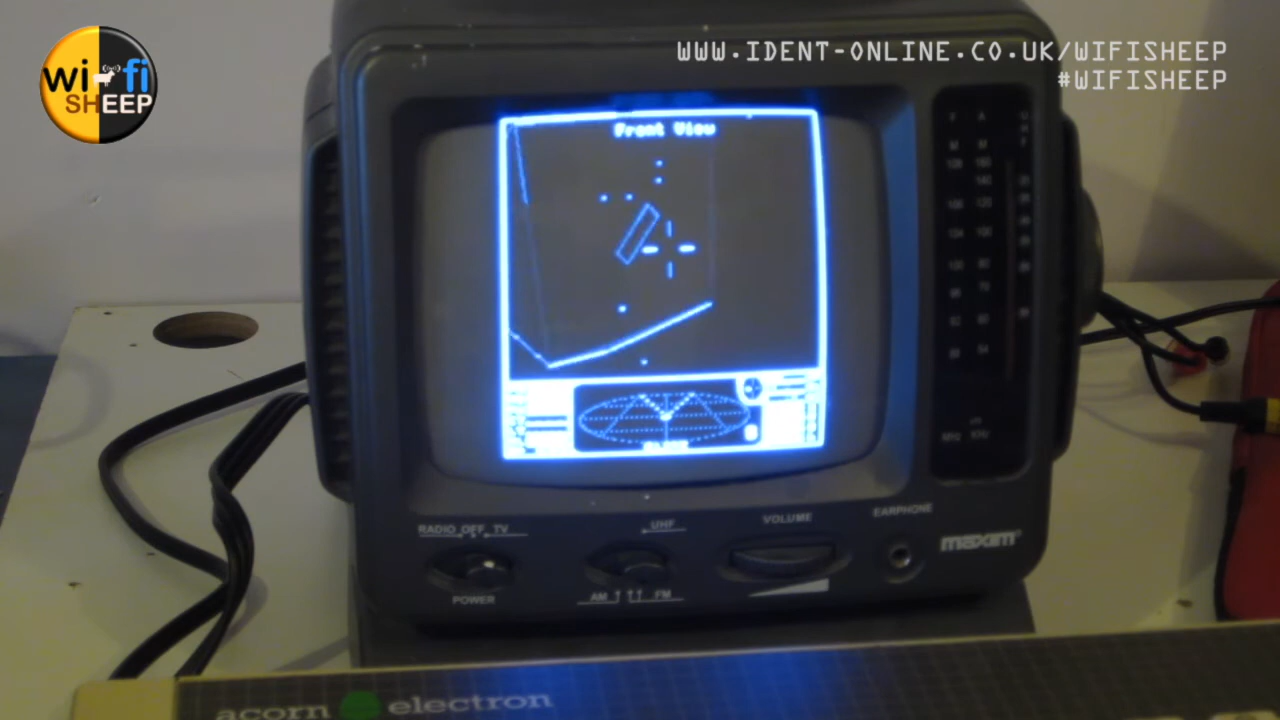 wi-fi
SHEEP
WWW.IDENT-ONLINE.CO.UK/WIFISHEEP
#WIFISHEEP
Front View
F A
M M
RADIO OFF TV
UHF
VOLUME
EARPHONE
maxim
POWER
AM FM
acorn electron